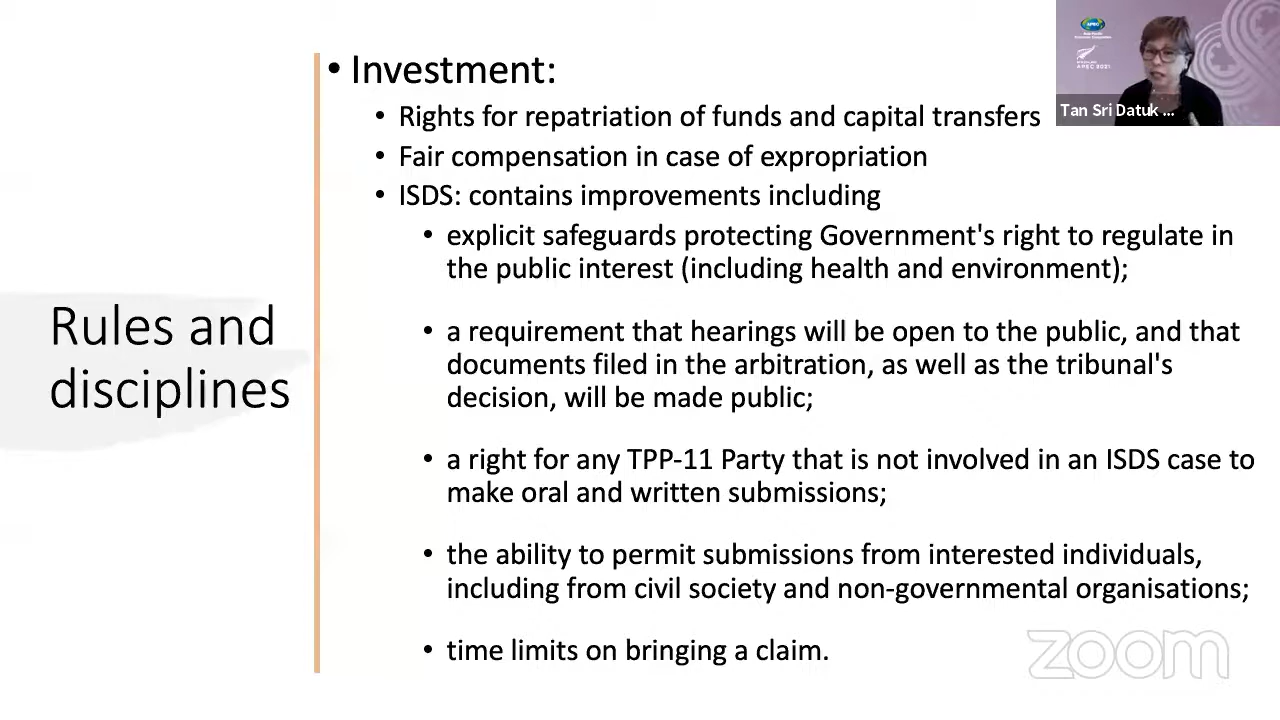 • Investment:
• Rights for repatriation of funds and capital transfers
• Fair compensation in case of expropriation
• ISDS: contains improvements including
• explicit safeguards protecting Government's right to regulate in
the public interest (including health and environment);
• a requirement that hearings will be open to the public, and that
documents filed in the arbitration, as well as the tribunal's
decision, will be made public;
• a right for any TPP-11 Party that is not involved in an ISDS case to
make oral and written submissions;
• the ability to permit submissions from interested individuals,
including from civil society and non-governmental organisations;
• time limits on bringing a claim.
Rules and
disciplines
APEC 2021
Tan Sri Datuk ...
zoom